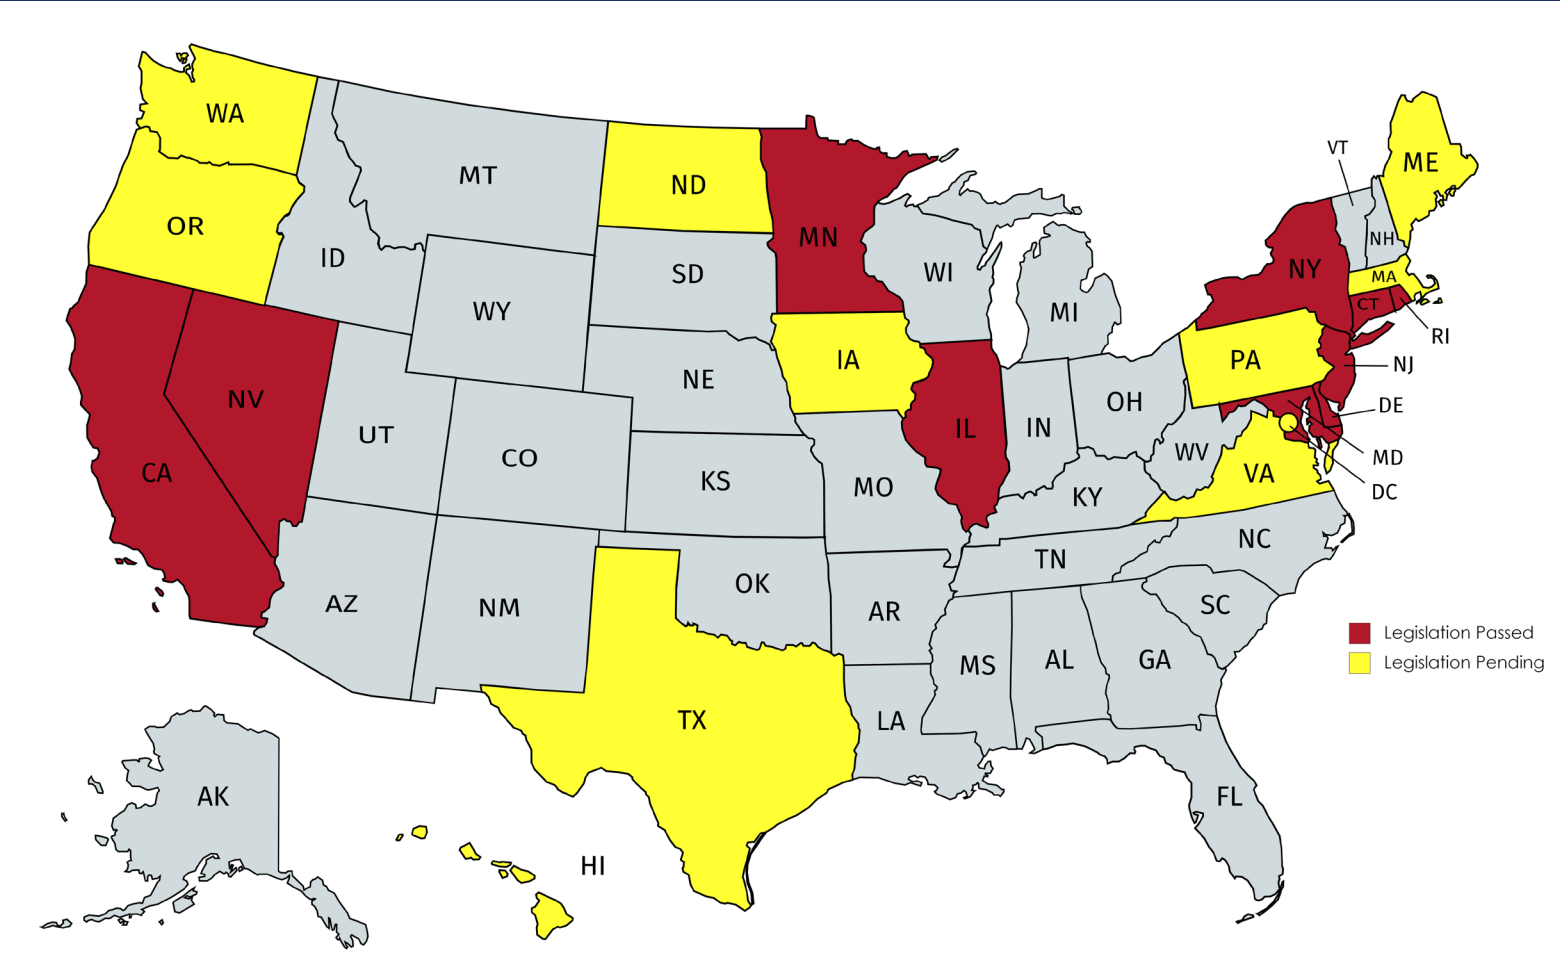 WA
MT
ND
MN
VT
ME
OR
ID
SD
WI
NH
NY
MA
WY
MI
CT
RI
IA
PA
NJ
NV
NE
OH
DE
UT
IL
IN
CA
CO
KS
MO
WV
VA
MD
KY
DC
NC
TN
AZ
NM
OK
AR
SC
MS
AL
GA
Legislation Passed
Legislation Pending
TX
LA
AK
FL
HI